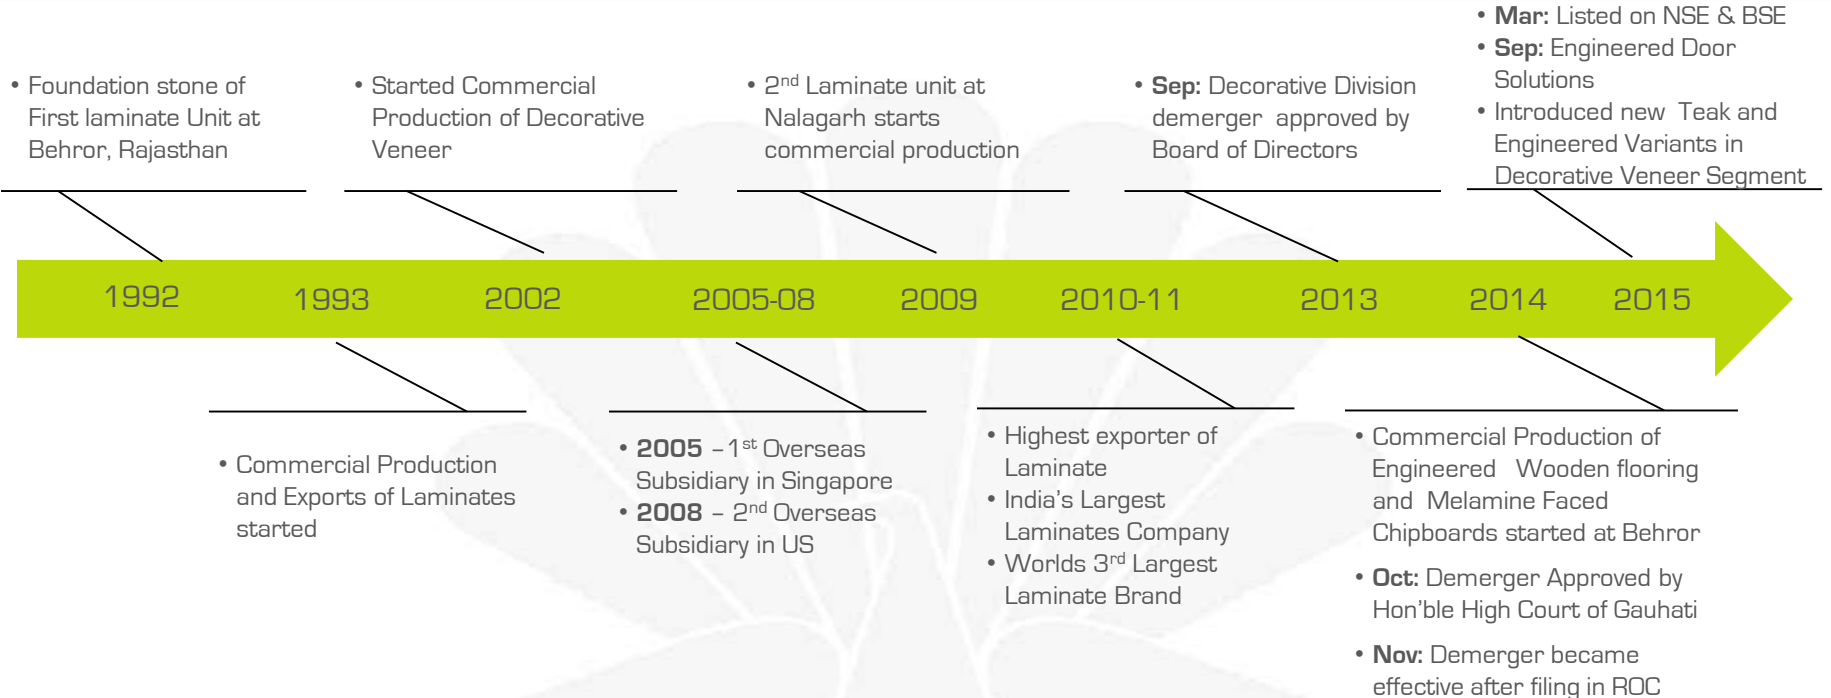 • Mar: Listed on NSE & BSE
• Sep: Engineered Door
Solutions
• Introduced new Teak and
Engineered Variants in
Decorative Veneer Segment
• Foundation stone of
First laminate Unit at
Behror, Rajasthan
• Started Commercial
Production of Decorative
Veneer
• 2nd Laminate unit at
Nalagarh starts
commercial production
• Sep: Decorative Division
demerger approved by
Board of Directors
1992 1993 2002 2005-08 2009 2010-11 2013 2014 2015
• Commercial Production
and Exports of Laminates
started
• 2005 – 1st Overseas
Subsidiary in Singapore
• 2008 – 2nd Overseas
Subsidiary in US
• Highest exporter of
Laminate
• India's Largest
Laminates Company
• Worlds 3rd Largest
Laminate Brand
• Commercial Production of
Engineered Wooden flooring
and Melamine Faced
Chipboards started at Behror
• Oct: Demerger Approved by
Hon'ble High Court of Gauhati
• Nov: Demerger became
effective after filing in ROC